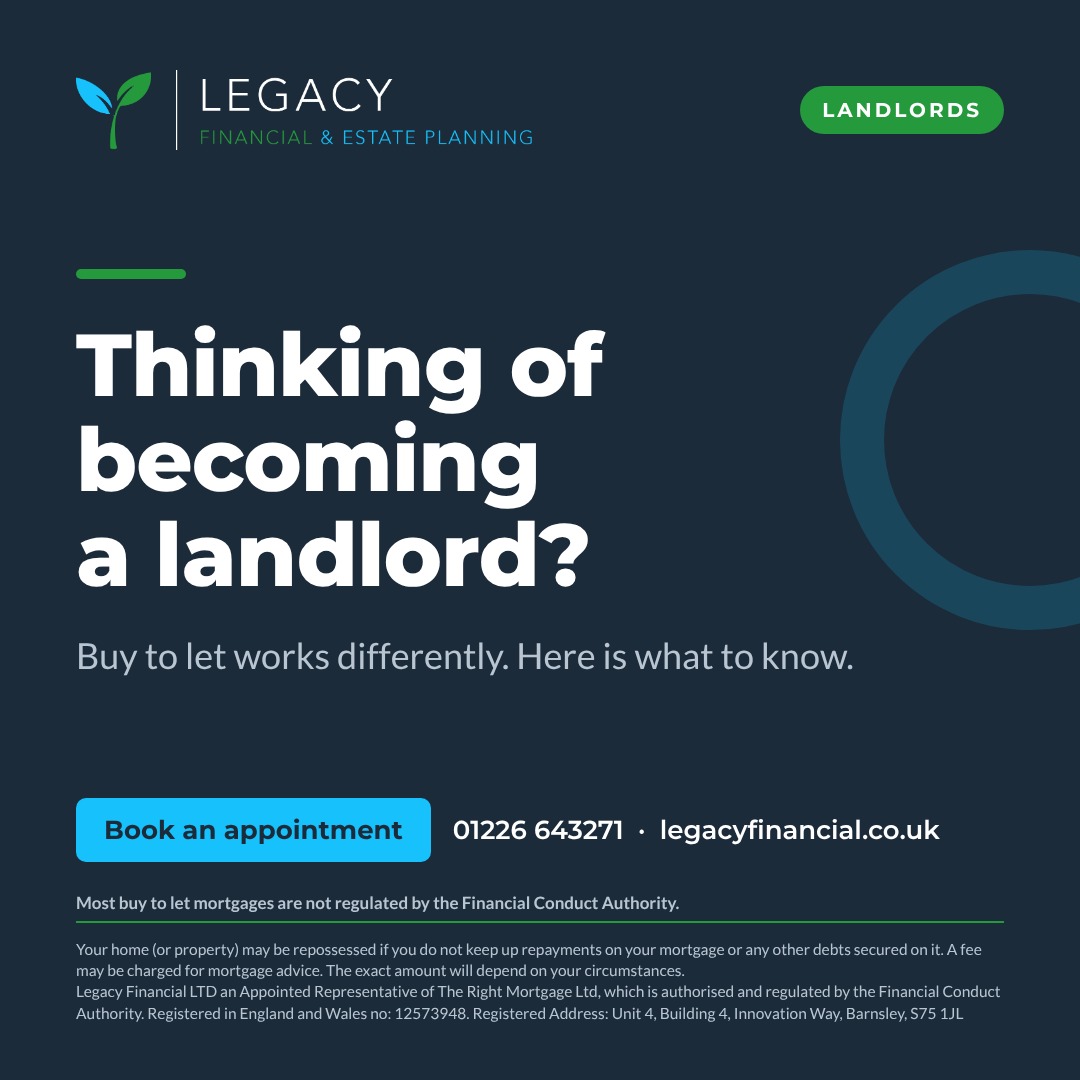 LEGACY
FINANCIAL & ESTATE PLANNING
LANDLORDS
Thinking of
becoming
a landlord?
Buy to let works differently. Here is what to know.
Book an appointment
01226 643271 · legacyfinancial.co.uk
Most buy to let mortgages are not regulated by the Financial Conduct Authority.
Your home (or property) may be repossessed if you do not keep up repayments on your mortgage or any other debts secured on it. A fee
may be charged for mortgage advice. The exact amount will depend on your circumstances.
Legacy Financial LTD an Appointed Representative of The Right Mortgage Ltd, which is authorised and regulated by the Financial Conduct
Authority. Registered in England and Wales no: 12573948. Registered Address: Unit 4, Building 4, Innovation Way, Barnsley, S75 1JL